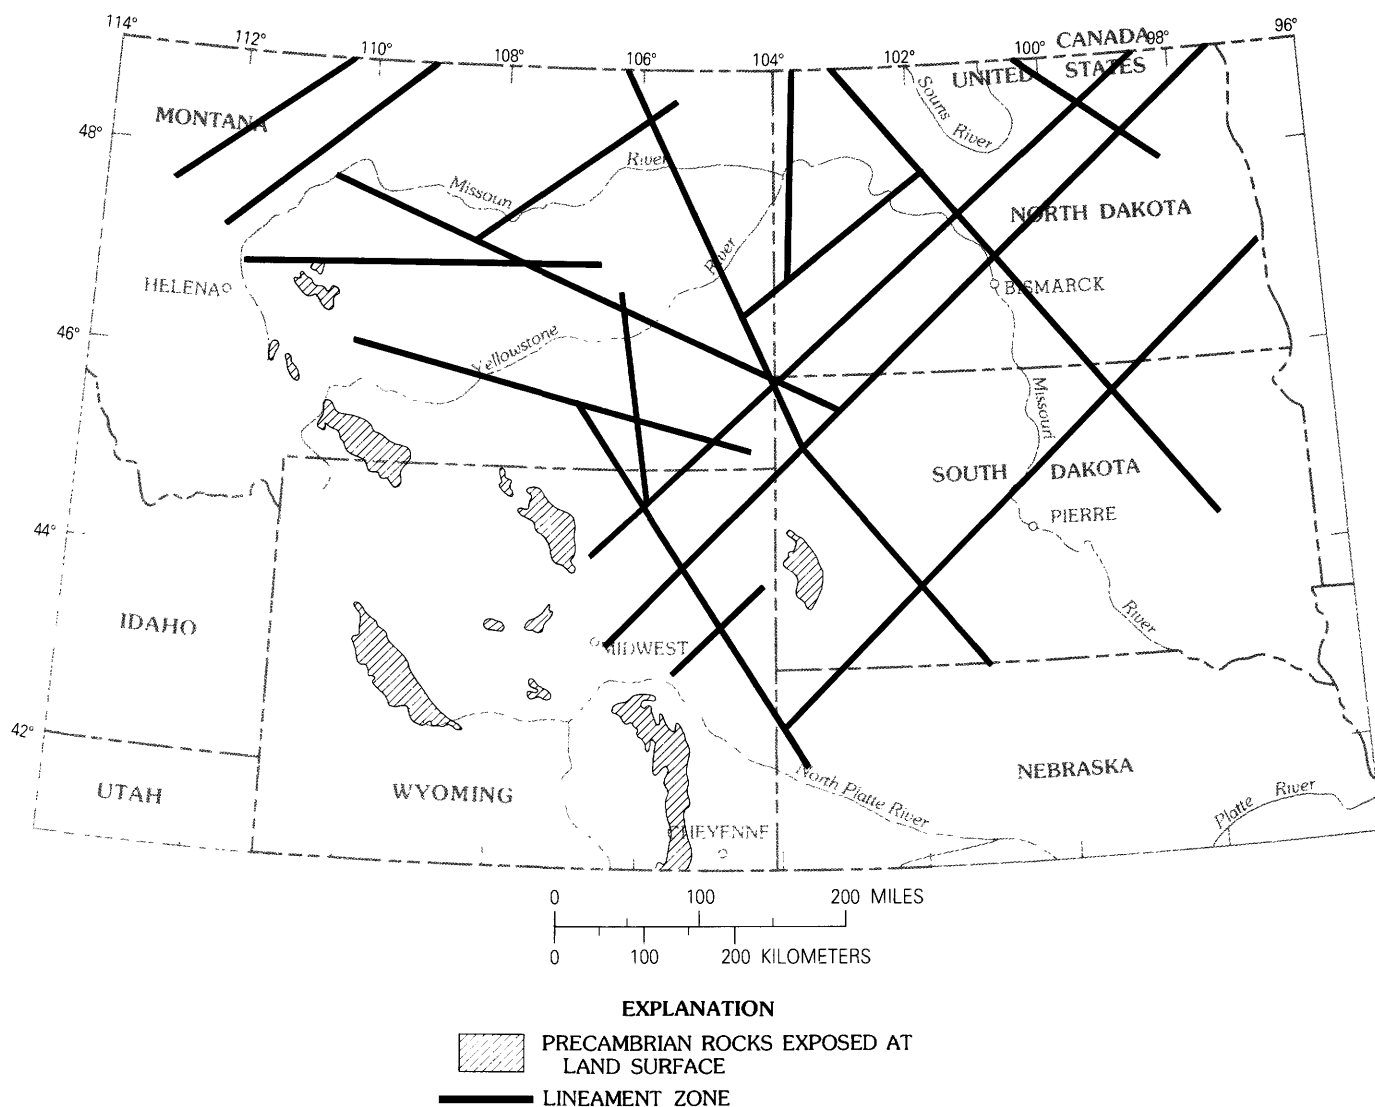 114°
112°
110°
108°
106°
104°
102°
100°
98°
96°
CANADA
UNITED STATES
MONTANA
48°
Souris
River
Missouri
River
NORTH DAKOTA
River
HELENA
BISMARCK
46°
Yellowstone
Missouri
SOUTH DAKOTA
PIERRE
44°
IDAHO
River
MIDWEST
42°
UTAH
WYOMING
NEBRASKA
North Platte River
Platte River
CHEYENNE
0 100 200 MILES
0 100 200 KILOMETERS
EXPLANATION
PRECAMBRIAN ROCKS EXPOSED AT
LAND SURFACE
LINEAMENT ZONE